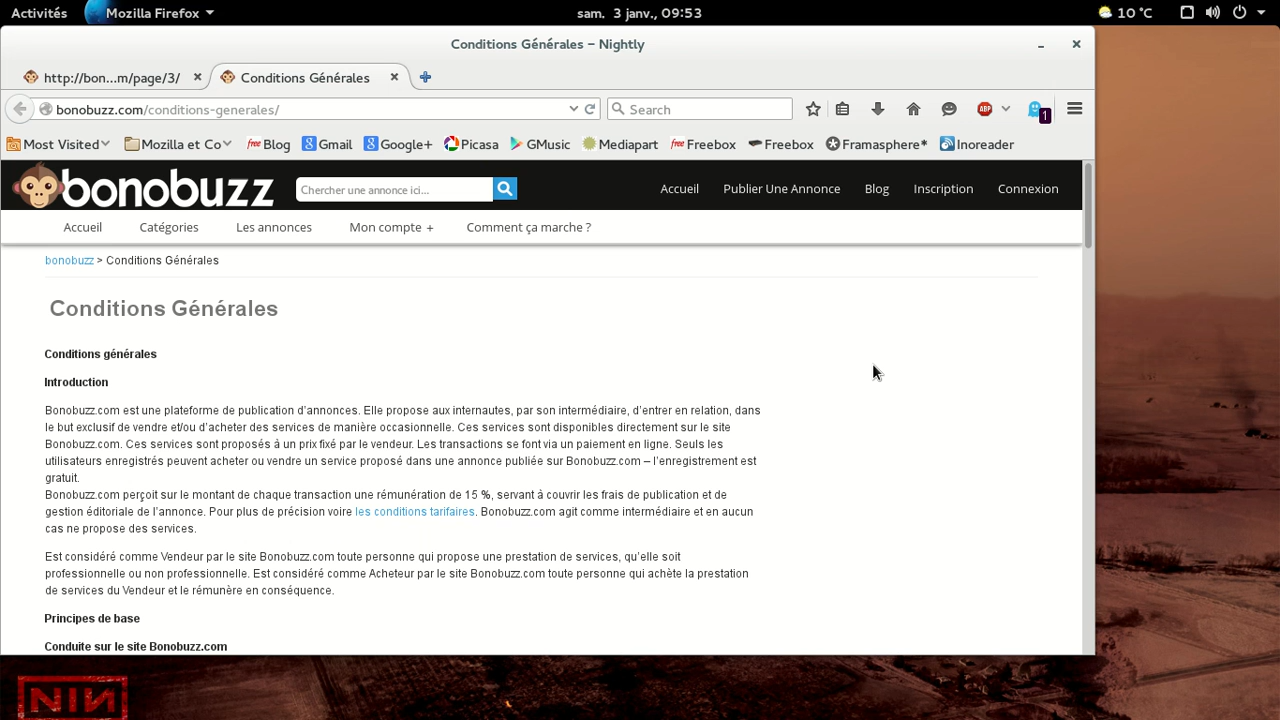 Activités Mozilla Firefox sam. 3 janv., 09:53 10 °C
Conditions Générales – Nightly
http://bon...m/page/3/ Conditions Générales
bonobuzz.com/conditions-generales/ Search ABP 1
Most Visited Mozilla et Co free Blog Gmail Google+ Picasa GMusic Mediapart free Freebox Freebox Framasphere* Inoreader
bonobuzz Chercher une annonce ici... Accueil Publier Une Annonce Blog Inscription Connexion
Accueil Catégories Les annonces Mon compte + Comment ça marche ?
bonobuzz > Conditions Générales
Conditions Générales
Conditions générales
Introduction
Bonobuzz.com est une plateforme de publication d'annonces. Elle propose aux internautes, par son intermédiaire, d'entrer en relation, dans
le but exclusif de vendre et/ou d'acheter des services de manière occasionnelle. Ces services sont disponibles directement sur le site
Bonobuzz.com. Ces services sont proposés à un prix fixé par le vendeur. Les transactions se font via un paiement en ligne. Seuls les
utilisateurs enregistrés peuvent acheter ou vendre un service proposé dans une annonce publiée sur Bonobuzz.com – l'enregistrement est
gratuit.
Bonobuzz.com perçoit sur le montant de chaque transaction une rémunération de 15 %, servant à couvrir les frais de publication et de
gestion éditoriale de l'annonce. Pour plus de précision voire les conditions tarifaires. Bonobuzz.com agit comme intermédiaire et en aucun
cas ne propose des services.
Est considéré comme Vendeur par le site Bonobuzz.com toute personne qui propose une prestation de services, qu'elle soit
professionnelle ou non professionnelle. Est considéré comme Acheteur par le site Bonobuzz.com toute personne qui achète la prestation
de services du Vendeur et le rémunère en conséquence.
Principes de base
Conduite sur le site Bonobuzz.com
NIN